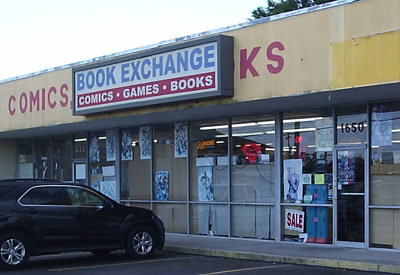 BOOK EXCHANGE
COMICS • GAMES • BOOKS
COMICS, KS
1650
SALE